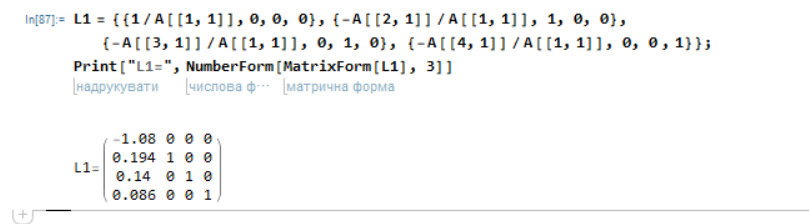 In[87]:= L1 = {{1/A[[1, 1]], 0, 0, 0}, {-A[[2, 1]]/A[[1, 1]], 1, 0, 0},
{-A[[3, 1]]/A[[1, 1]], 0, 1, 0}, {-A[[4, 1]]/A[[1, 1]], 0, 0, 1}};
Print["L1=", NumberForm[MatrixForm[L1], 3]]
надрукувати числова ф⋯ матрична форма
-1.08 0 0 0
0.194 1 0 0
L1=
0.14 0 1 0
0.086 0 0 1